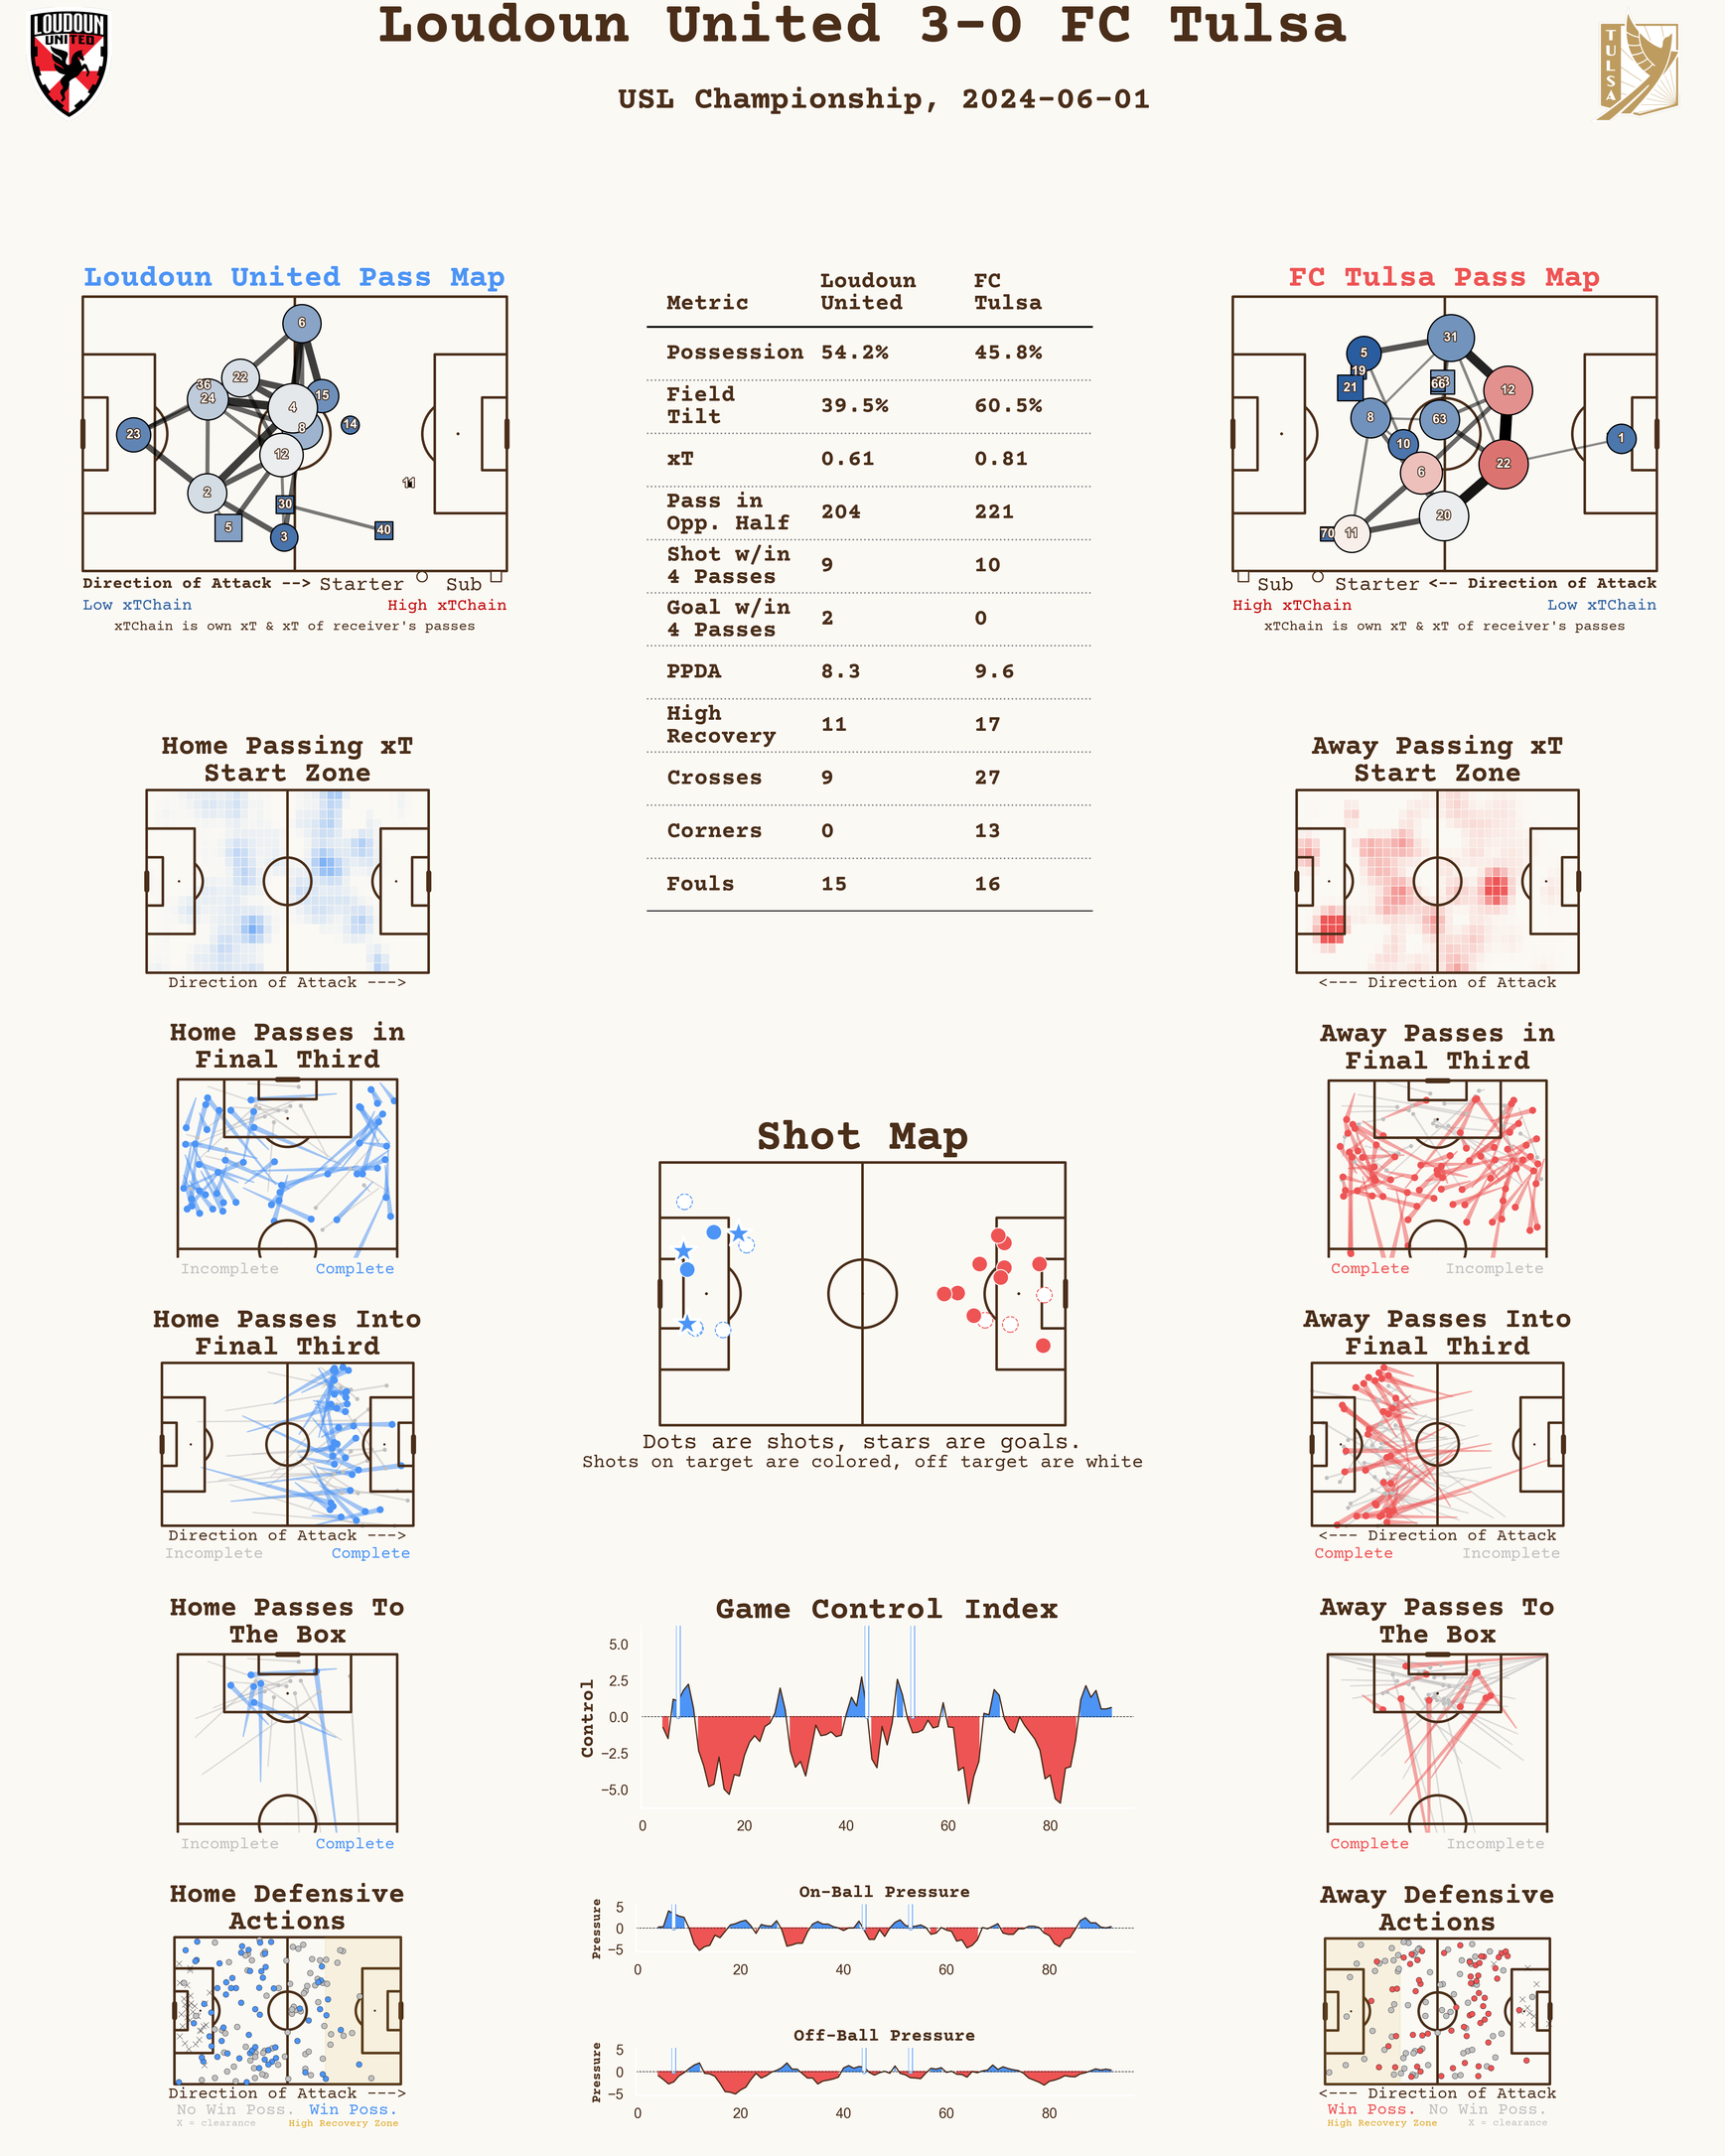 Loudoun United 3-0 FC Tulsa
USL Championship, 2024-06-01
LOUDOUN
UNITED
TULSA
Loudoun United Pass Map
6
22
36
24
15
4
14
8
23
12
11
2
30
5
3
40
Direction of Attack --> Starter Sub
Low xTChain High xTChain
xTChain is own xT & xT of receiver's passes
Metric Loudoun United FC Tulsa
Possession 54.2% 45.8%
Field Tilt 39.5% 60.5%
xT 0.61 0.81
Pass in Opp. Half 204 221
Shot w/in 4 Passes 9 10
Goal w/in 4 Passes 2 0
PPDA 8.3 9.6
High Recovery 11 17
Crosses 9 27
Corners 0 13
Fouls 15 16
FC Tulsa Pass Map
31
5
19
21
66
12
8
63
10
1
6
22
20
70
11
Sub Starter <-- Direction of Attack
High xTChain Low xTChain
xTChain is own xT & xT of receiver's passes
Home Passing xT
Start Zone
Direction of Attack --->
Away Passing xT
Start Zone
<--- Direction of Attack
Home Passes in
Final Third
Incomplete Complete
Away Passes in
Final Third
Complete Incomplete
Shot Map
Dots are shots, stars are goals.
Shots on target are colored, off target are white
Home Passes Into
Final Third
Direction of Attack --->
Incomplete Complete
Away Passes Into
Final Third
<--- Direction of Attack
Complete Incomplete
Home Passes To
The Box
Incomplete Complete
Game Control Index
Control
5.0
2.5
0.0
−2.5
−5.0
0 20 40 60 80
Away Passes To
The Box
Complete Incomplete
Home Defensive
Actions
Direction of Attack --->
No Win Poss. Win Poss.
X = clearance High Recovery Zone
On-Ball Pressure
Pressure
5
0
−5
0 20 40 60 80
Off-Ball Pressure
Pressure
5
0
−5
0 20 40 60 80
Away Defensive
Actions
<--- Direction of Attack
Win Poss. No Win Poss.
High Recovery Zone X = clearance